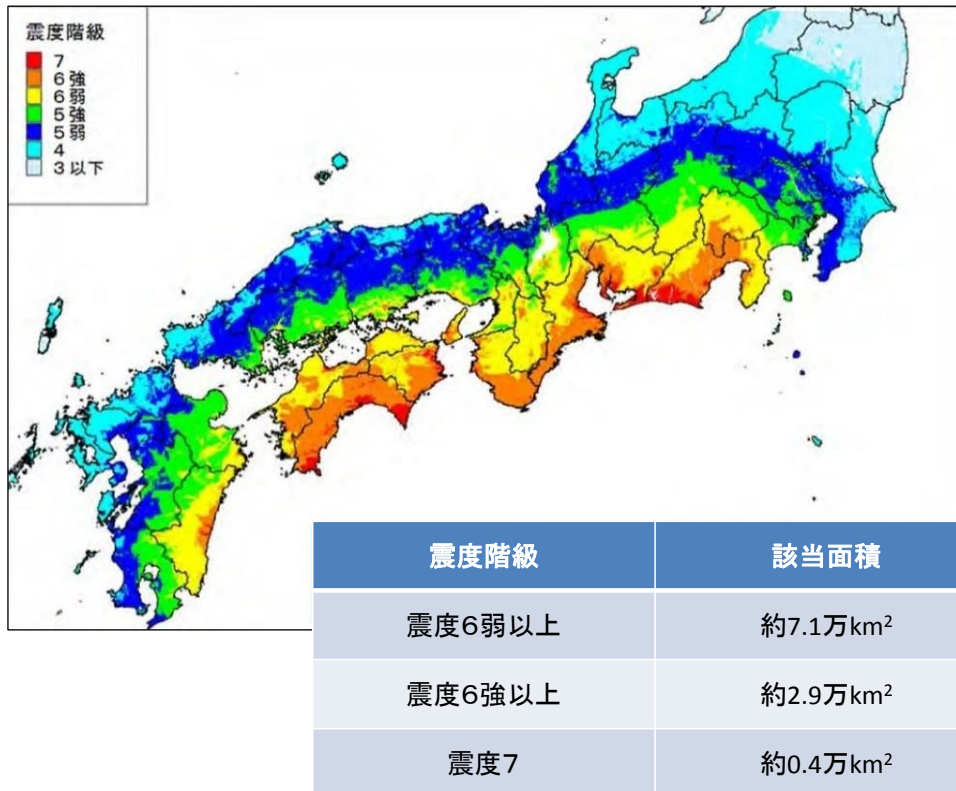 震度階級
7
6強
6弱
5強
5弱
4
3以下
震度階級 該当面積
震度6弱以上 約7.1万km²
震度6強以上 約2.9万km²
震度7 約0.4万km²